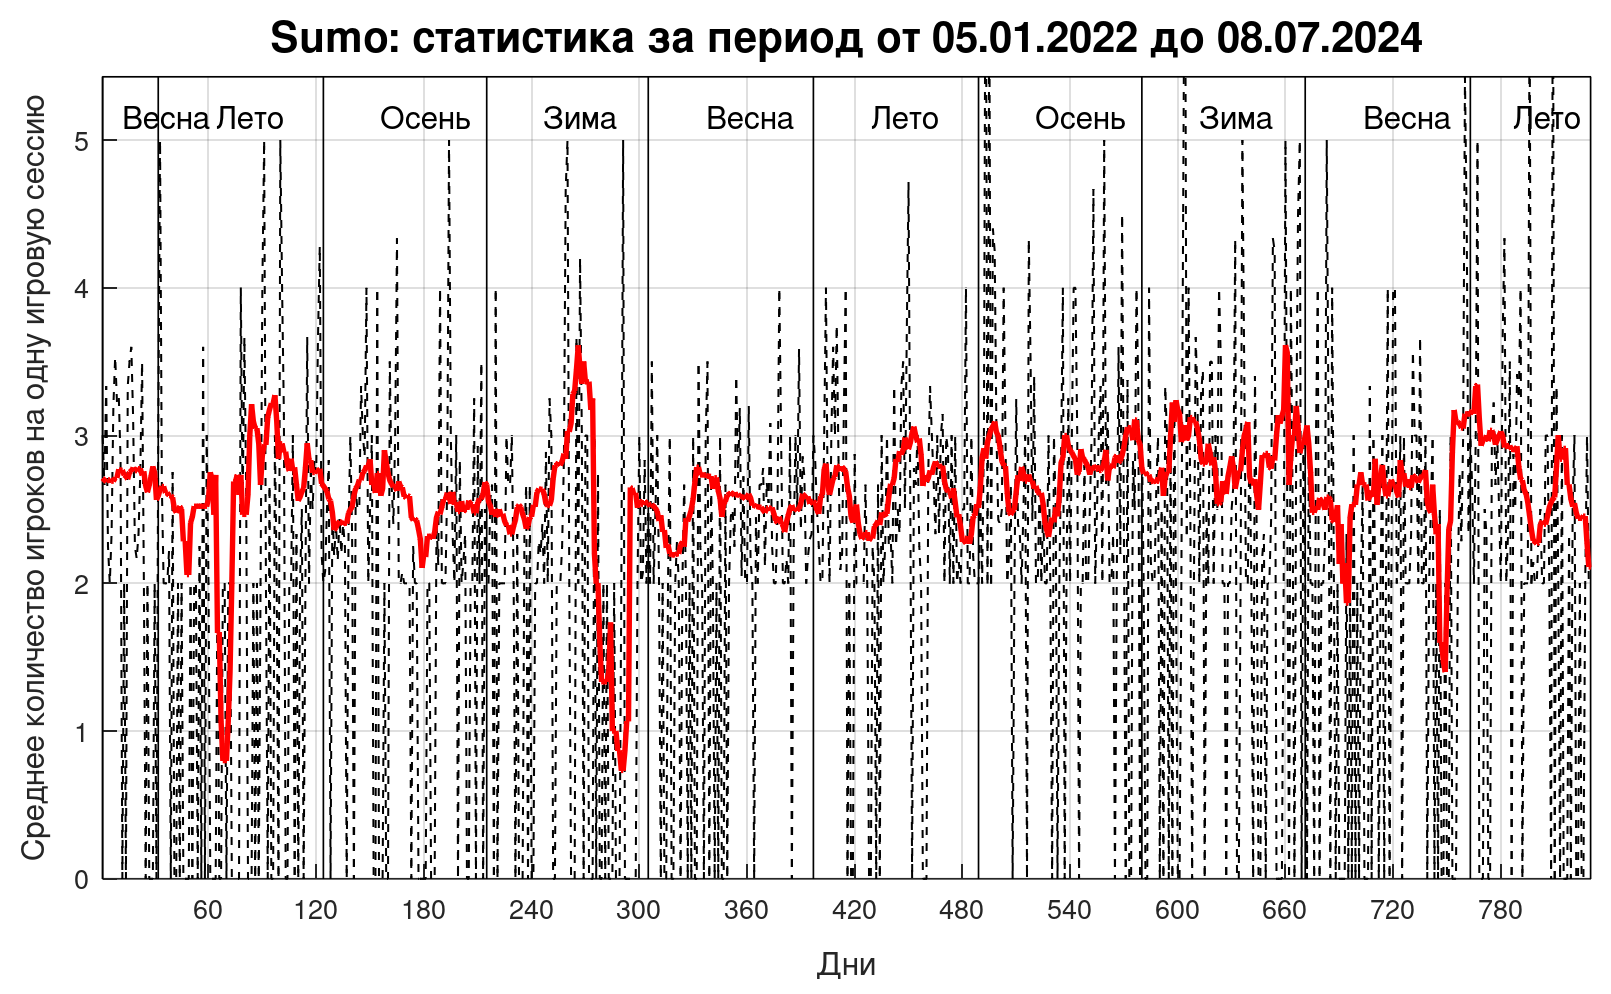 Sumo: статистика за период от 05.01.2022 до 08.07.2024
Весна Лето Осень Зима Весна Лето Осень Зима Весна Лето
Среднее количество игроков на одну игровую сессию
5
4
3
2
1
0
60 120 180 240 300 360 420 480 540 600 660 720 780
Дни